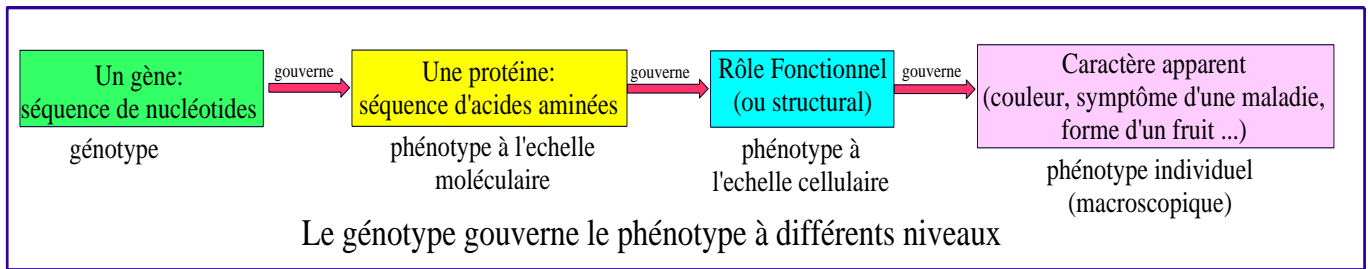 Un gène:
séquence de nucléotides
génotype
gouverne
Une protéine:
séquence d'acides aminées
phénotype à l'echelle
moléculaire
gouverne
Rôle Fonctionnel
(ou structural)
phénotype à
l'echelle cellulaire
gouverne
Caractère apparent
(couleur, symptôme d'une maladie,
forme d'un fruit ...)
phénotype individuel
(macroscopique)
Le génotype gouverne le phénotype à différents niveaux